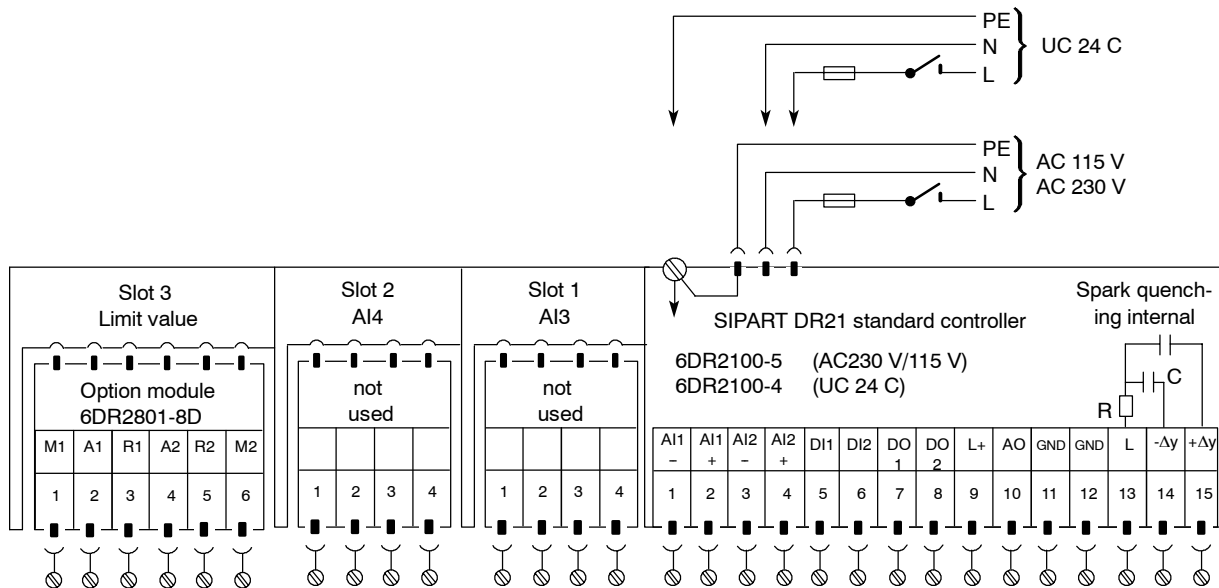 PE
N
L
UC 24 C
PE
N
L
AC 115 V
AC 230 V
Slot 3
Limit value
Option module
6DR2801-8D
M1 A1 R1 A2 R2 M2
1 2 3 4 5 6
Slot 2
AI4
not
used
1 2 3 4
Slot 1
AI3
not
used
1 2 3 4
SIPART DR21 standard controller
6DR2100-5 (AC230 V/115 V)
6DR2100-4 (UC 24 C)
Spark quench-
ing internal
C
R
AI1 AI1 AI2 AI2 DI1 DI2 DO DO L+ AO GND GND L -Δy +Δy
– + – + 1 2
1 2 3 4 5 6 7 8 9 10 11 12 13 14 15